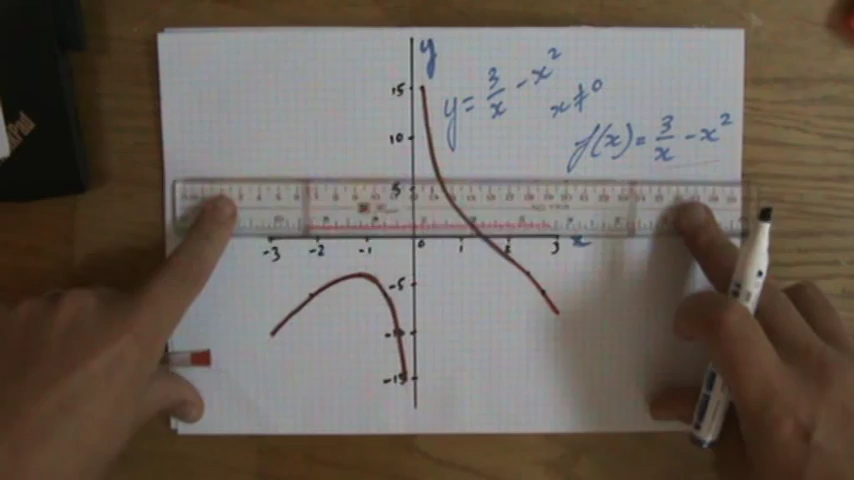 y
y = 3/x - x²
x ≠ 0
f(x) = 3/x - x²
15
10
5
-3 -2 -1 0 1 2 3 x
-5
-10
-15